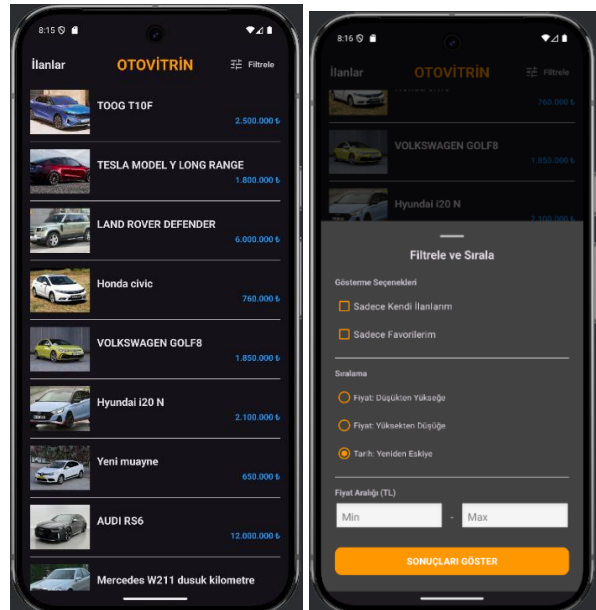 8:15
İlanlar OTOVİTRİN Filtrele
TOOG T10F
2.500.000 ₺
TESLA MODEL Y LONG RANGE
1.800.000 ₺
LAND ROVER DEFENDER
6.000.000 ₺
Honda civic
760.000 ₺
VOLKSWAGEN GOLF8
1.850.000 ₺
Hyundai i20 N
2.100.000 ₺
Yeni muayne
650.000 ₺
AUDI RS6
12.000.000 ₺
Mercedes W211 dusuk kilometre
8:16
İlanlar OTOVİTRİN Filtrele
760.000 ₺
VOLKSWAGEN GOLF8
1.850.000 ₺
Hyundai i20 N
2.100.000 ₺
Filtrele ve Sırala
Gösterme Seçenekleri
Sadece Kendi İlanlarım
Sadece Favorilerim
Sıralama
Fiyat: Düşükten Yükseğe
Fiyat: Yüksekten Düşüğe
Tarih: Yeniden Eskiye
Fiyat Aralığı (TL)
Min - Max
SONUÇLARI GÖSTER